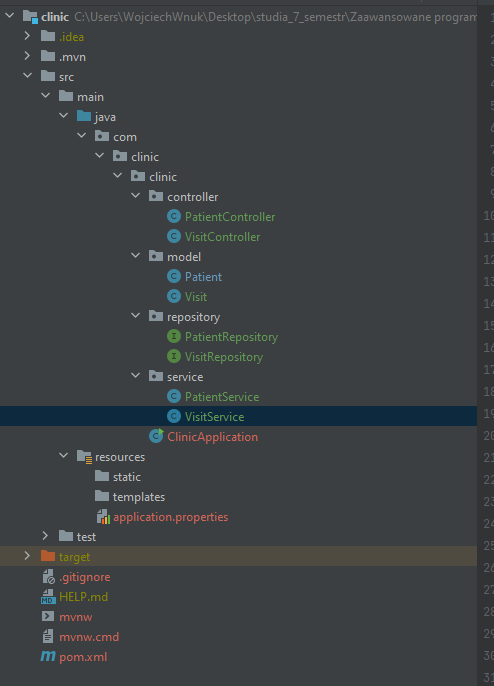 clinic C:\Users\WojciechWnuk\Desktop\studia_7_semestr\Zaawansowane program
.idea
.mvn
src
main
java
com
clinic
clinic
controller
PatientController
VisitController
model
Patient
Visit
repository
PatientRepository
VisitRepository
service
PatientService
VisitService
ClinicApplication
resources
static
templates
application.properties
test
target
.gitignore
HELP.md
mvnw
mvnw.cmd
pom.xml